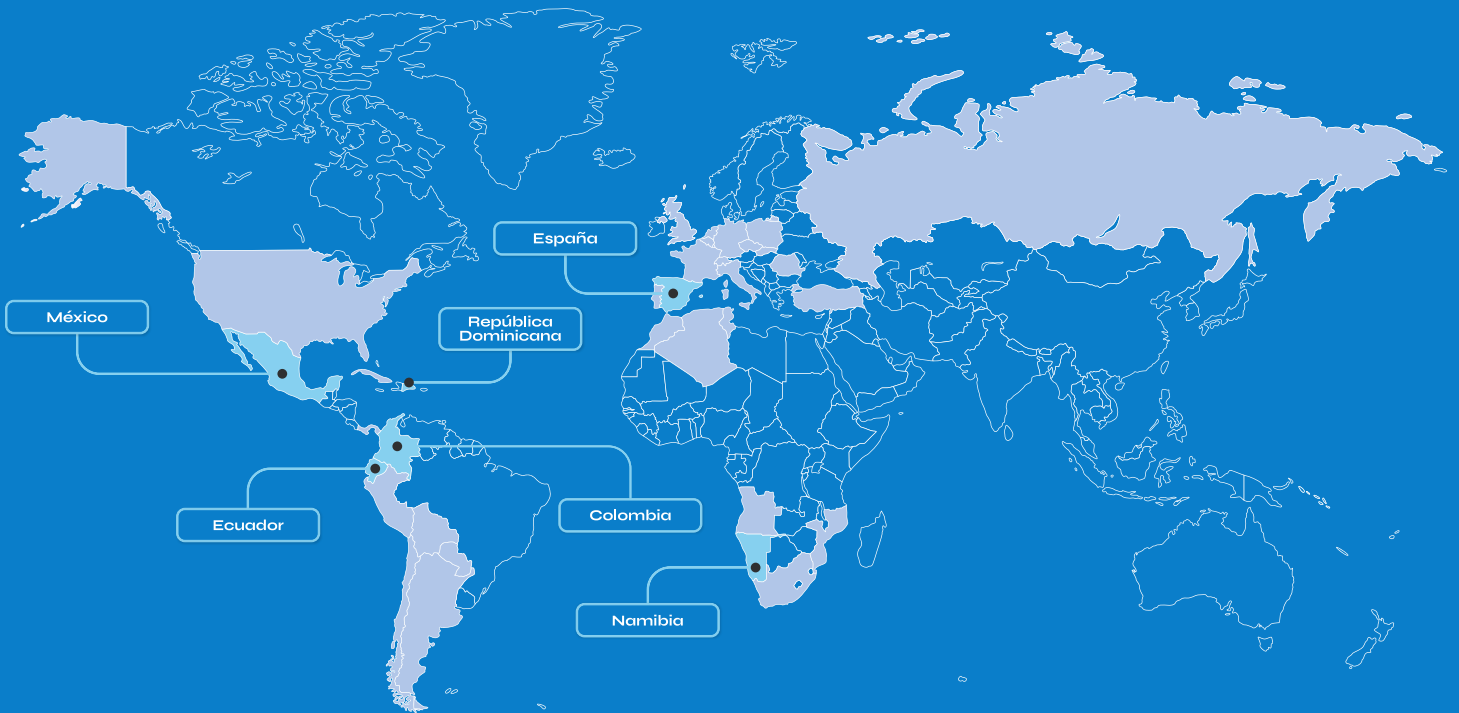 España
México
República
Dominicana
Colombia
Ecuador
Namibia